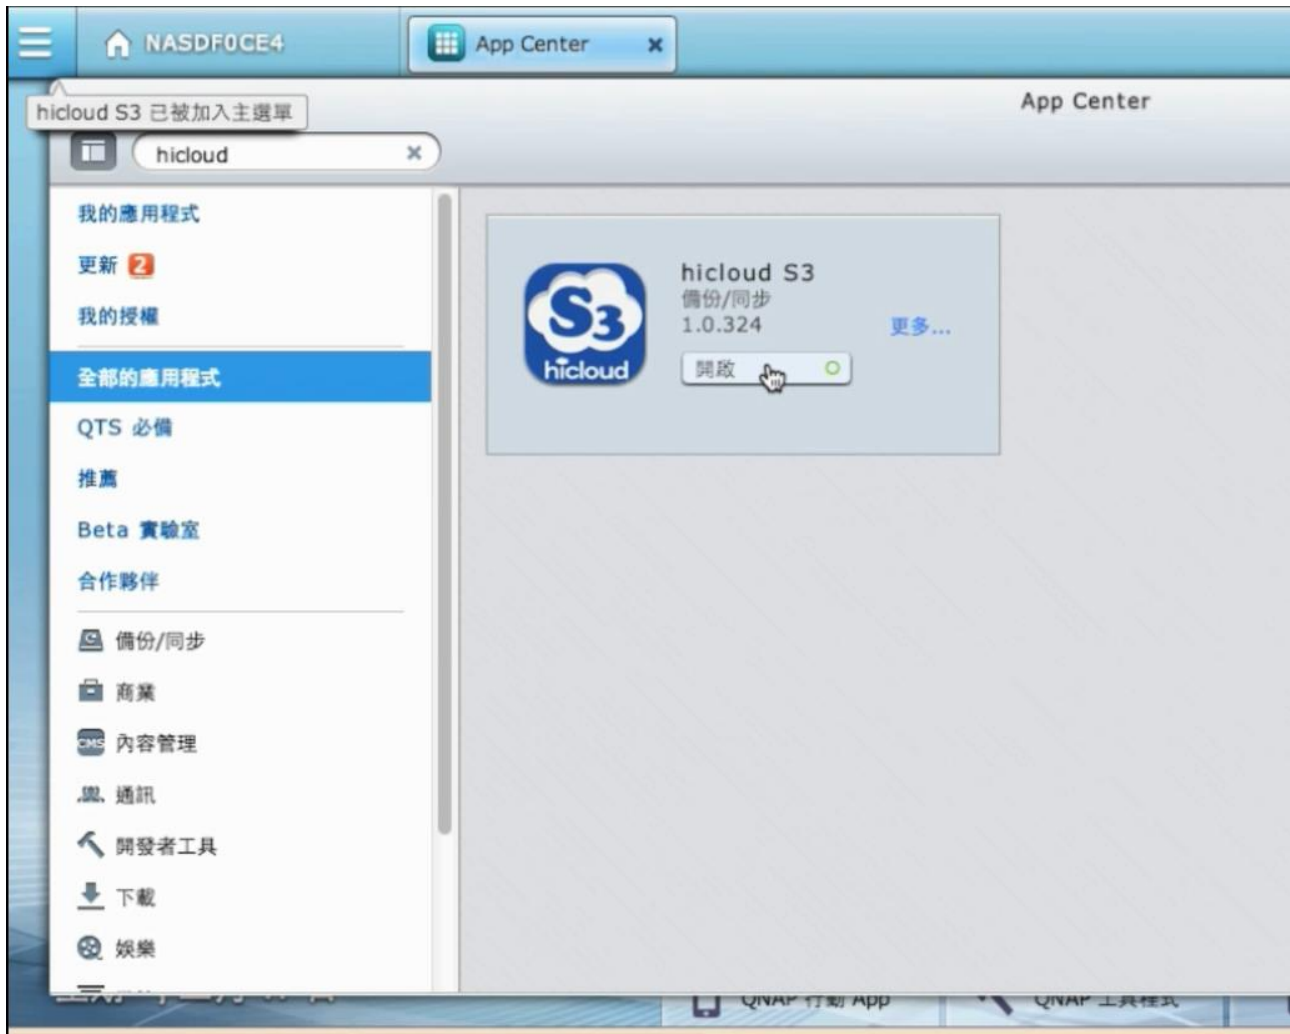 NASDF0CE4
App Center
hicloud S3 已被加入主選單
App Center
hicloud
我的應用程式
更新 2
我的授權
全部的應用程式
QTS 必備
推薦
Beta 實驗室
合作夥伴
備份/同步
CMS 內容管理
商業
通訊
開發者工具
下載
娛樂
S3
hicloud
hicloud S3
備份/同步
1.0.324
更多...
開啟
QNAP 行動 App
QNAP 工具程式